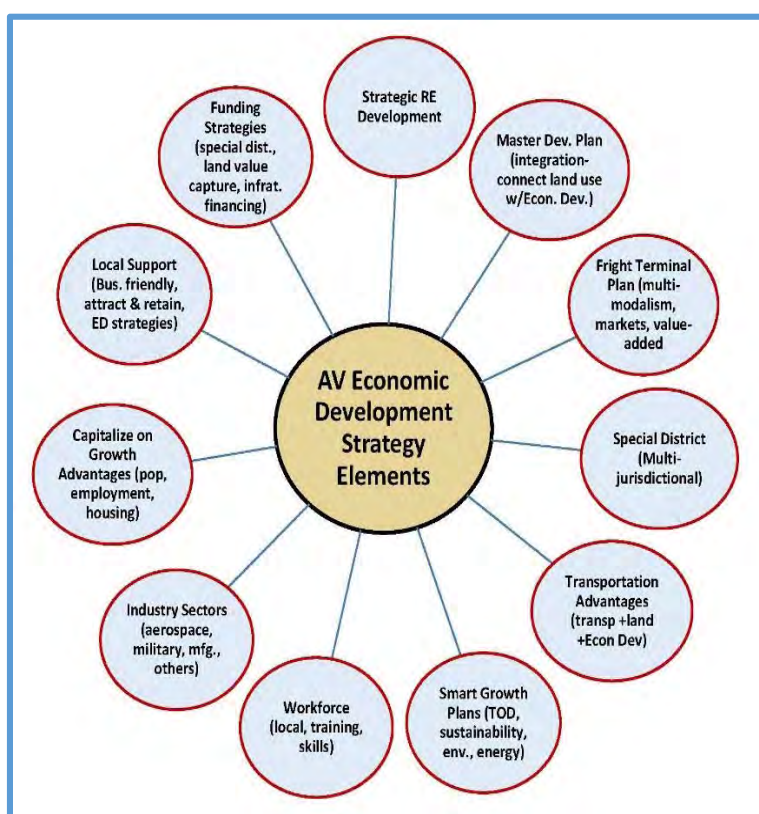 AV Economic
Development
Strategy
Elements
Strategic RE
Development
Master Dev. Plan
(integration-
connect land use
w/Econ. Dev.)
Fright Terminal
Plan (multi-
modalism,
markets, value-
added
Special District
(Multi-
jurisdictional)
Transportation
Advantages
(transp +land
+Econ Dev)
Smart Growth
Plans (TOD,
sustainability,
env., energy)
Workforce
(local, training,
skills)
Industry Sectors
(aerospace,
military, mfg.,
others)
Capitalize on
Growth
Advantages (pop,
employment,
housing)
Local Support
(Bus. friendly,
attract & retain,
ED strategies)
Funding
Strategies
(special dist.,
land value
capture, infrat.
financing)